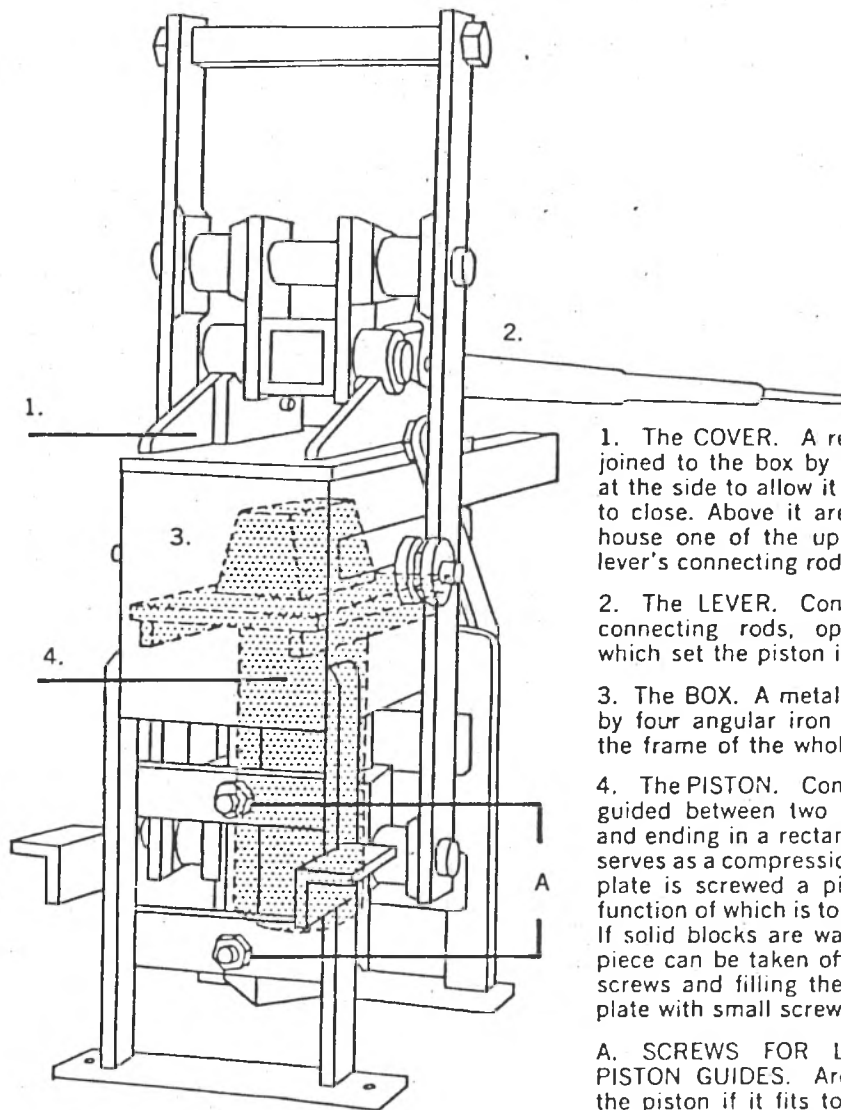 1.
2.
3.
4.
A
1. The COVER. A re
joined to the box by
at the side to allow it
to close. Above it are
house one of the up
lever's connecting rod
2. The LEVER. Con
connecting rods, op
which set the piston i
3. The BOX. A metal
by four angular iron
the frame of the whol
4. The PISTON. Con
guided between two
and ending in a rectar
serves as a compressio
plate is screwed a pi
function of which is to
If solid blocks are wa
piece can be taken of
screws and filling the
plate with small screw
A. SCREWS FOR L
PISTON GUIDES. Are
the piston if it fits to